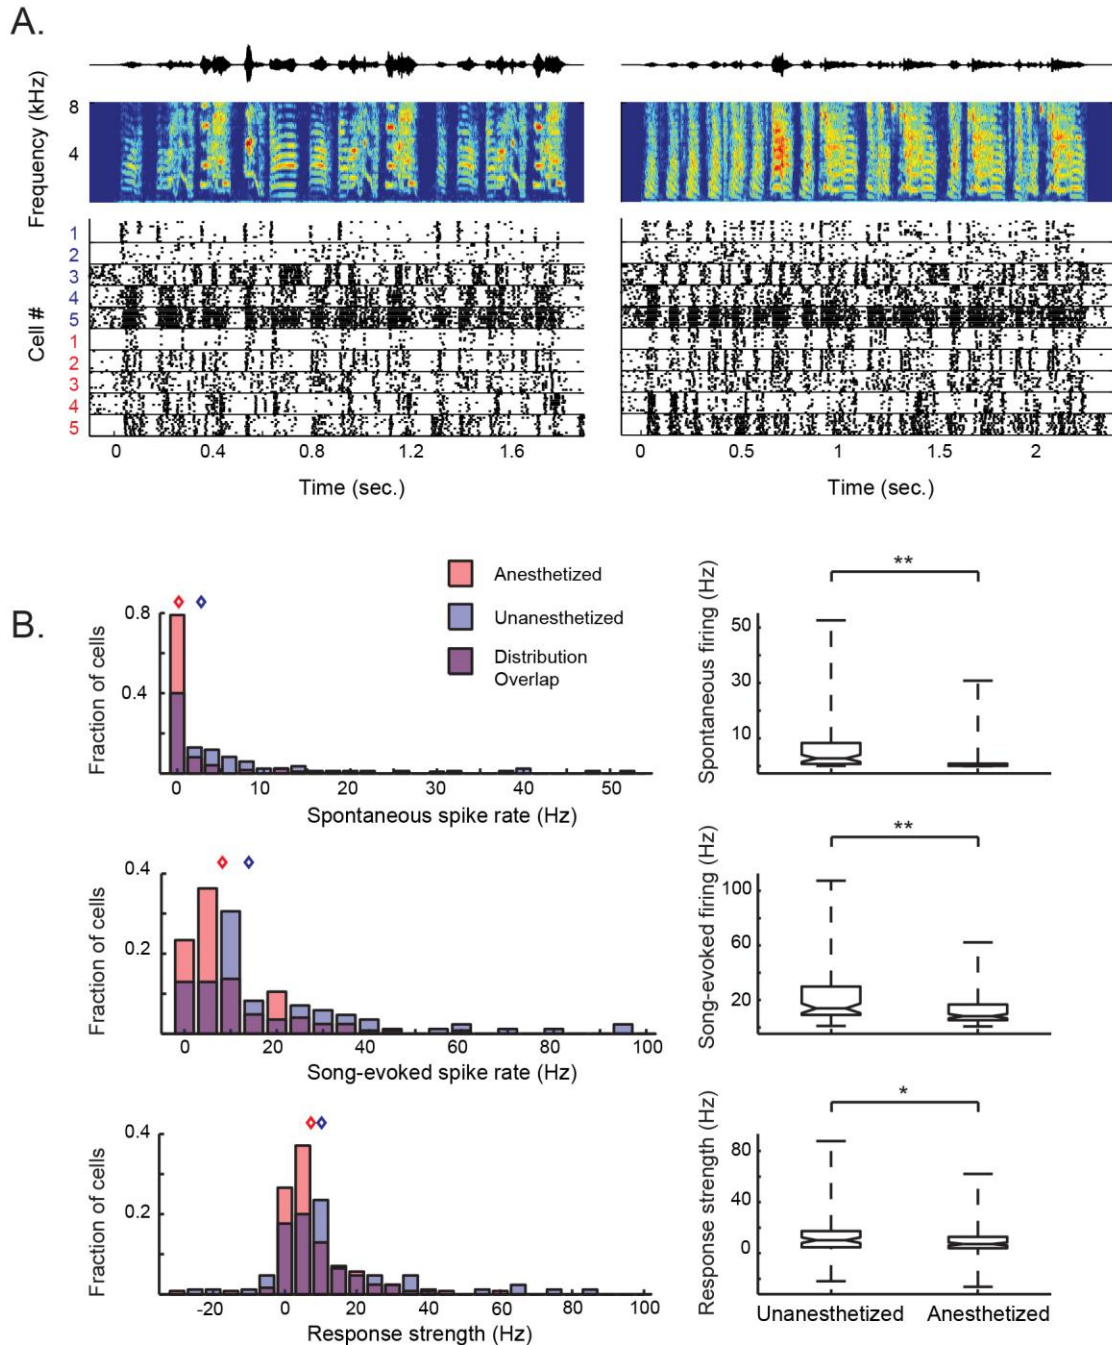 A.
Frequency (kHz)
8
4
Cell #
1
2
3
4
5
1
2
3
4
5
0 0.4 0.8 1.2 1.6
Time (sec.)
0 0.5 1 1.5 2
Time (sec.)
B.
Anesthetized
Unanesthetized
Distribution
Overlap
Fraction of cells
0.8
0.4
0 10 20 30 40 50
Spontaneous spike rate (Hz)
**
Spontaneous firing (Hz)
50
30
10
Fraction of cells
0.4
0.2
0 20 40 60 80 100
Song-evoked spike rate (Hz)
**
Song-evoked firing (Hz)
100
60
20
Fraction of cells
0.4
0.2
-20 0 20 40 60 80 100
Response strength (Hz)
*
Response strength (Hz)
80
40
0
Unanesthetized Anesthetized